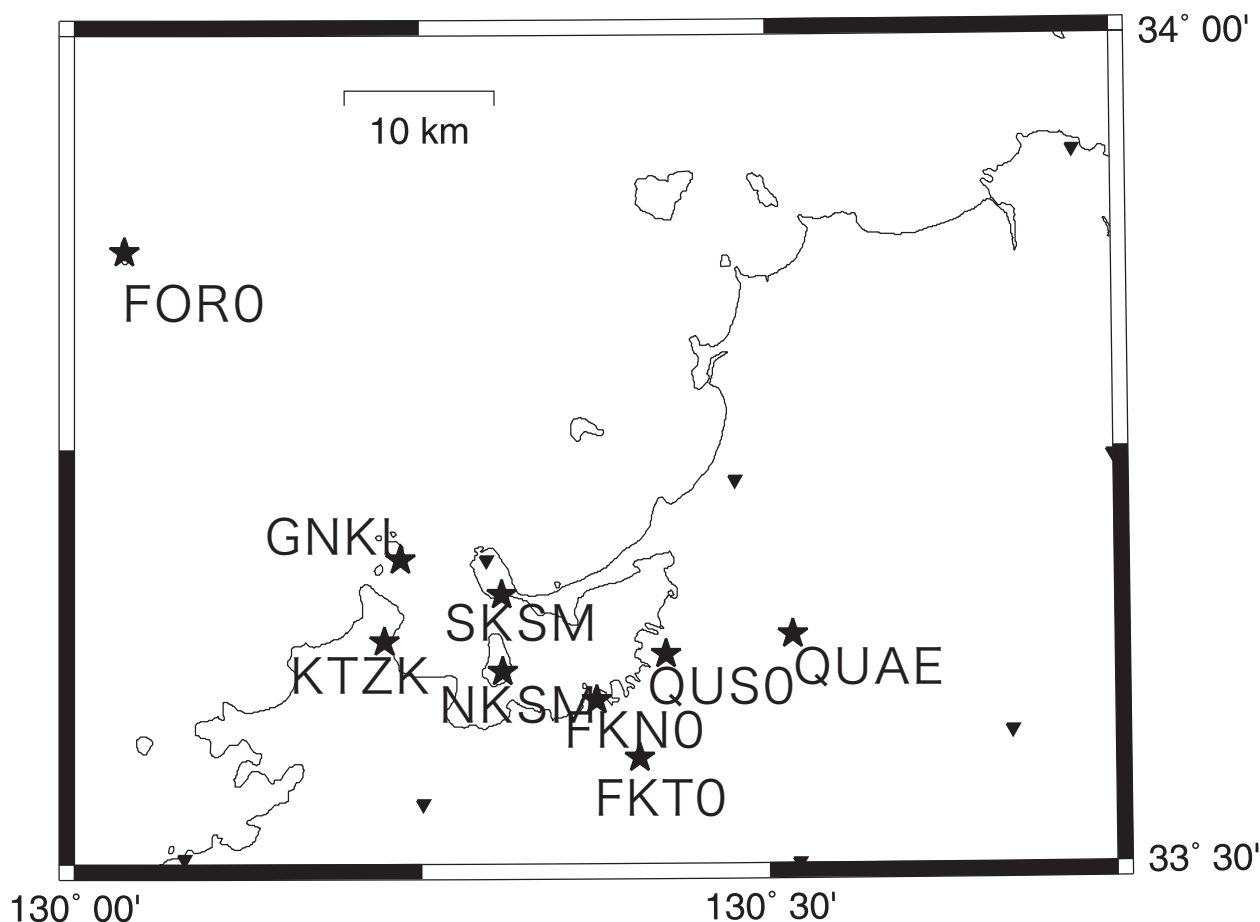 34° 00'
10 km
FOR0
GNKI
SKSM
KTZK
QUAE
QUS0
NKSM
FKN0
FKT0
33° 30'
130° 00'
130° 30'